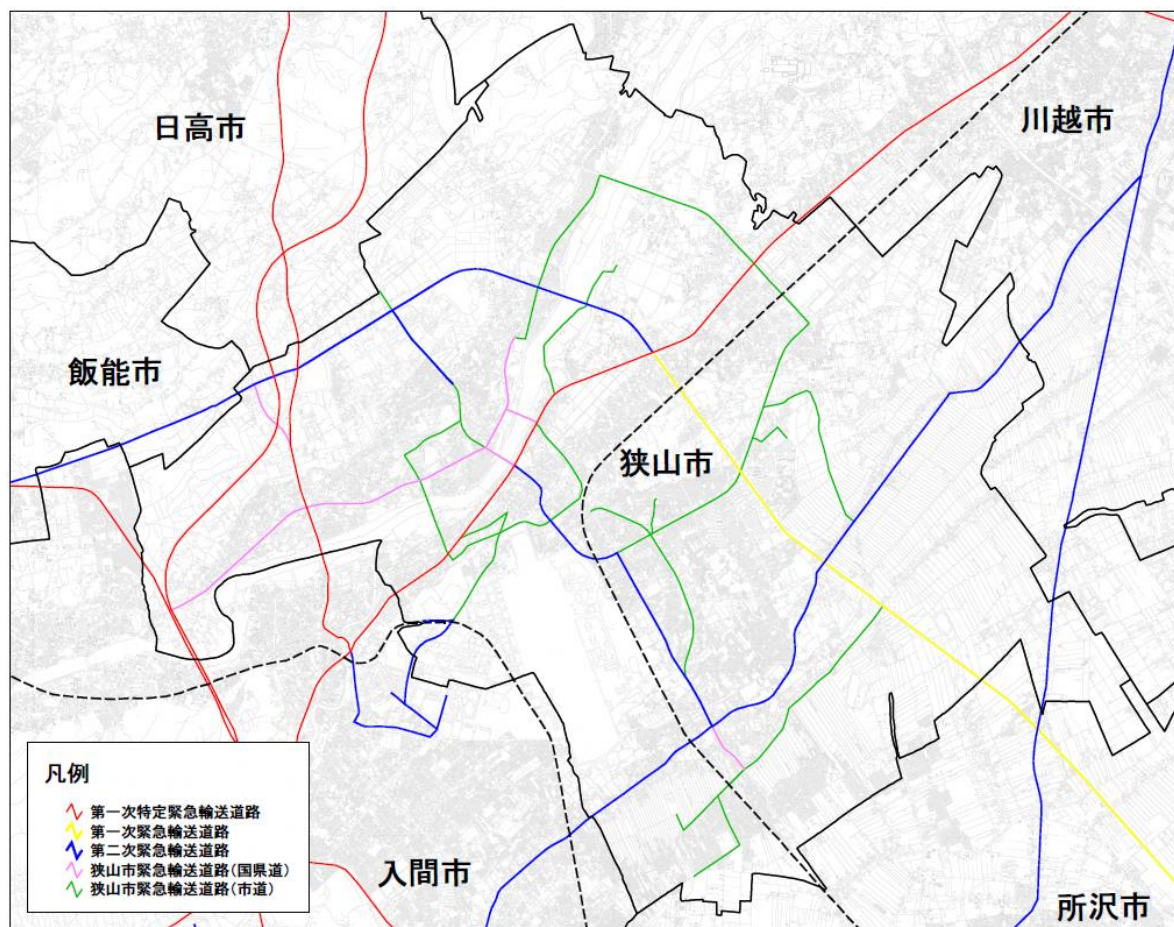 日高市
川越市
飯能市
狭山市
入間市
所沢市
凡例
第一次特定緊急輸送道路
第一次緊急輸送道路
第二次緊急輸送道路
狭山市緊急輸送道路(国県道)
狭山市緊急輸送道路(市道)